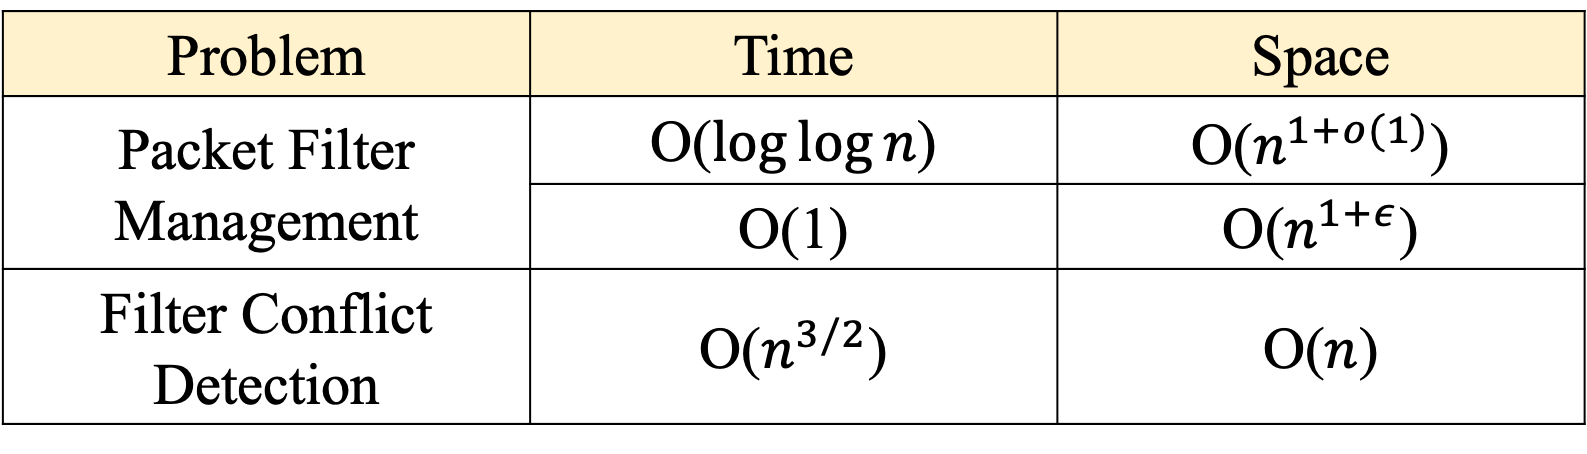 Problem Time Space
Packet Filter Management
O(log log n) O(n^{1+o(1)})
O(1) O(n^{1+ϵ})
Filter Conflict Detection
O(n^{3/2}) O(n)